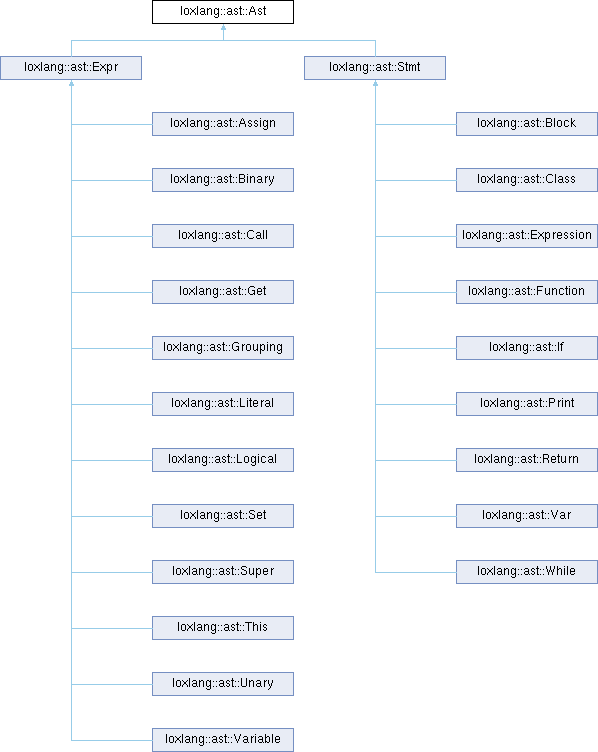 loxlang::ast::Ast
loxlang::ast::Expr
loxlang::ast::Stmt
loxlang::ast::Assign
loxlang::ast::Block
loxlang::ast::Binary
loxlang::ast::Class
loxlang::ast::Call
loxlang::ast::Expression
loxlang::ast::Get
loxlang::ast::Function
loxlang::ast::Grouping
loxlang::ast::If
loxlang::ast::Literal
loxlang::ast::Print
loxlang::ast::Logical
loxlang::ast::Return
loxlang::ast::Set
loxlang::ast::Var
loxlang::ast::Super
loxlang::ast::While
loxlang::ast::This
loxlang::ast::Unary
loxlang::ast::Variable